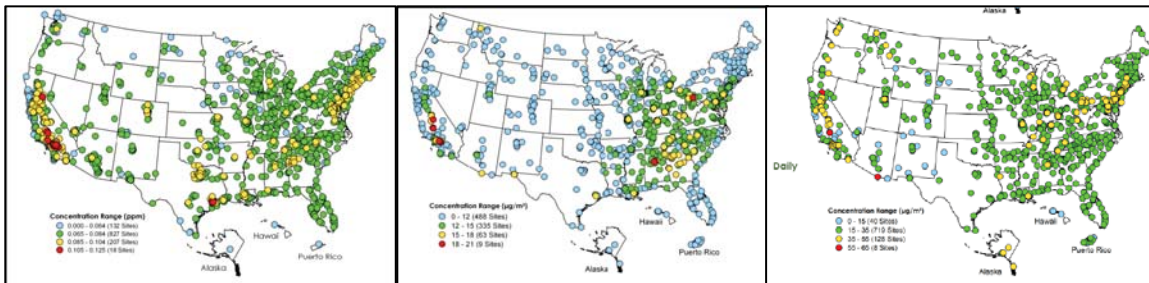 Concentration Range (ppm)
0.000 - 0.064 (132 Sites)
0.065 - 0.084 (627 Sites)
0.085 - 0.104 (207 Sites)
0.105 - 0.125 (18 Sites)
Hawaii
Alaska
Puerto Rico
Concentration Range (µg/m³)
0 - 12 (488 Sites)
12 - 15 (335 Sites)
15 - 18 (63 Sites)
18 - 21 (9 Sites)
Hawaii
Alaska
Puerto Rico
Alaska
Daily
Concentration Range (µg/m³)
0 - 15 (40 Sites)
15 - 35 (719 Sites)
35 - 55 (128 Sites)
55 - 65 (8 Sites)
Hawaii
Alaska
Puerto Rico